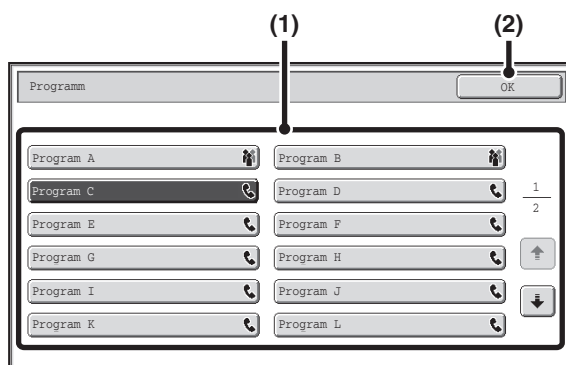 (1) (2)
Programm OK
Program A Program B
Program C Program D
1
Program E Program F
2
Program G Program H
Program I Program J
Program K Program L